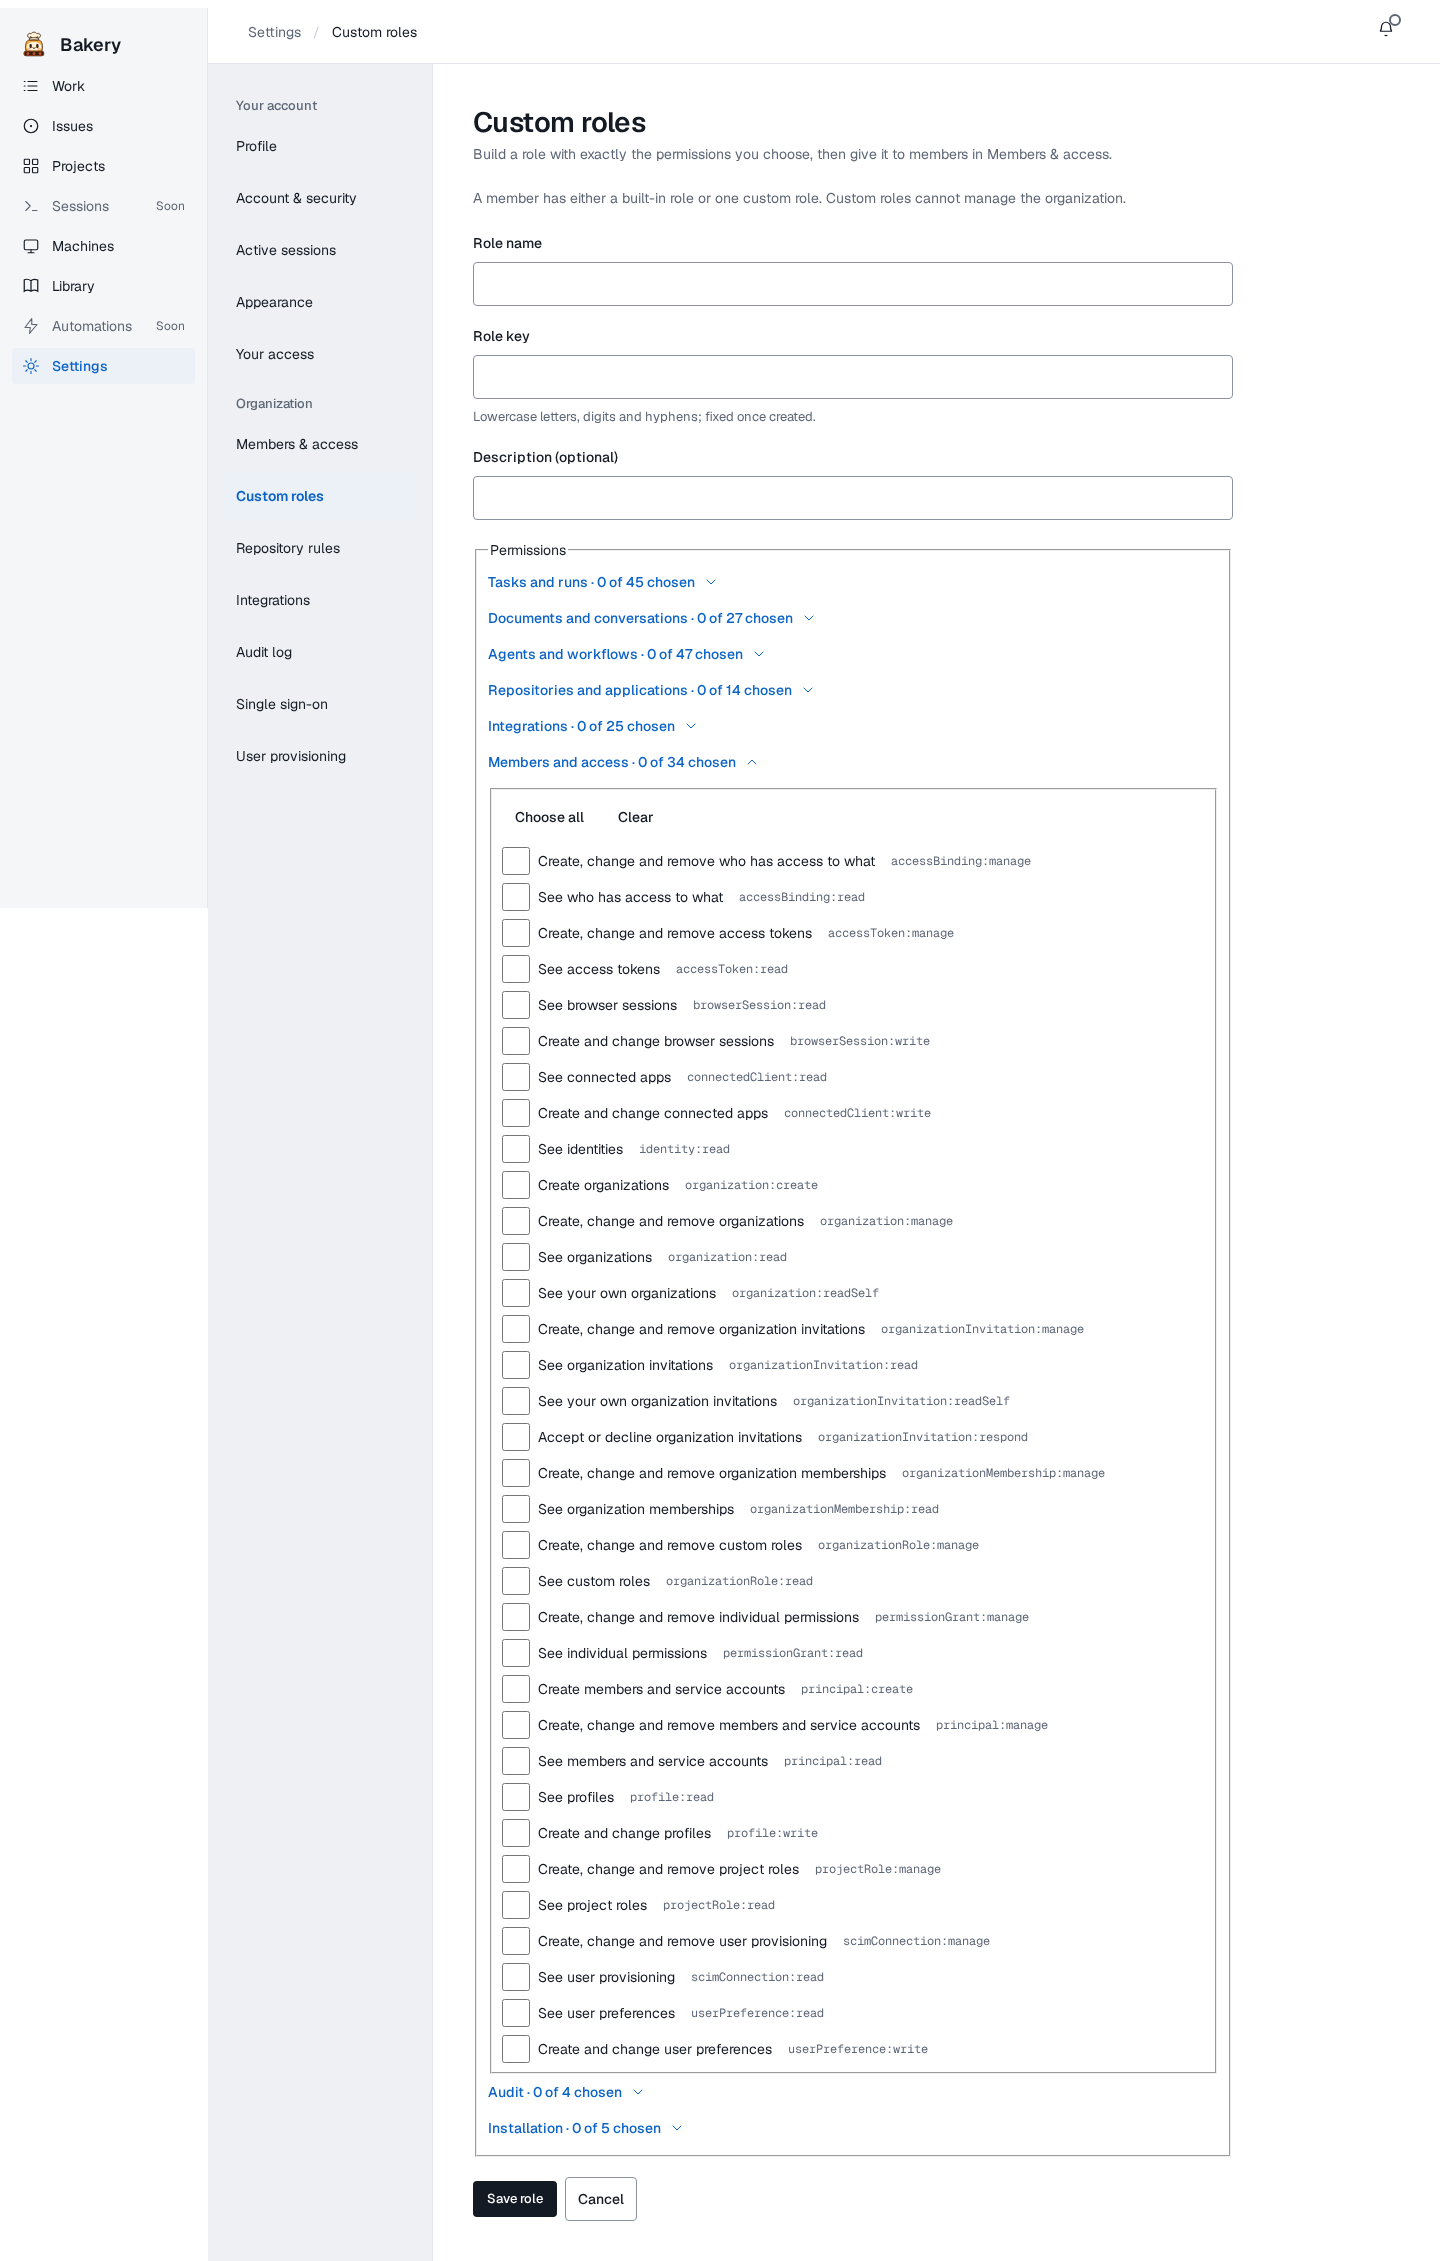 Bakery
Work
Issues
Projects
Sessions Soon
Machines
Library
Automations Soon
Settings
Settings / Custom roles
Your account
Profile
Account & security
Active sessions
Appearance
Your access
Organization
Members & access
Custom roles
Repository rules
Integrations
Audit log
Single sign-on
User provisioning
Custom roles
Build a role with exactly the permissions you choose, then give it to members in Members & access.
A member has either a built-in role or one custom role. Custom roles cannot manage the organization.
Role name
Role key
Lowercase letters, digits and hyphens; fixed once created.
Description (optional)
Permissions
Tasks and runs · 0 of 45 chosen
Documents and conversations · 0 of 27 chosen
Agents and workflows · 0 of 47 chosen
Repositories and applications · 0 of 14 chosen
Integrations · 0 of 25 chosen
Members and access · 0 of 34 chosen
Choose all Clear
Create, change and remove who has access to what accessBinding:manage
See who has access to what accessBinding:read
Create, change and remove access tokens accessToken:manage
See access tokens accessToken:read
See browser sessions browserSession:read
Create and change browser sessions browserSession:write
See connected apps connectedClient:read
Create and change connected apps connectedClient:write
See identities identity:read
Create organizations organization:create
Create, change and remove organizations organization:manage
See organizations organization:read
See your own organizations organization:readSelf
Create, change and remove organization invitations organizationInvitation:manage
See organization invitations organizationInvitation:read
See your own organization invitations organizationInvitation:readSelf
Accept or decline organization invitations organizationInvitation:respond
Create, change and remove organization memberships organizationMembership:manage
See organization memberships organizationMembership:read
Create, change and remove custom roles organizationRole:manage
See custom roles organizationRole:read
Create, change and remove individual permissions permissionGrant:manage
See individual permissions permissionGrant:read
Create members and service accounts principal:create
Create, change and remove members and service accounts principal:manage
See members and service accounts principal:read
See profiles profile:read
Create and change profiles profile:write
Create, change and remove project roles projectRole:manage
See project roles projectRole:read
Create, change and remove user provisioning scimConnection:manage
See user provisioning scimConnection:read
See user preferences userPreference:read
Create and change user preferences userPreference:write
Audit · 0 of 4 chosen
Installation · 0 of 5 chosen
Save role Cancel